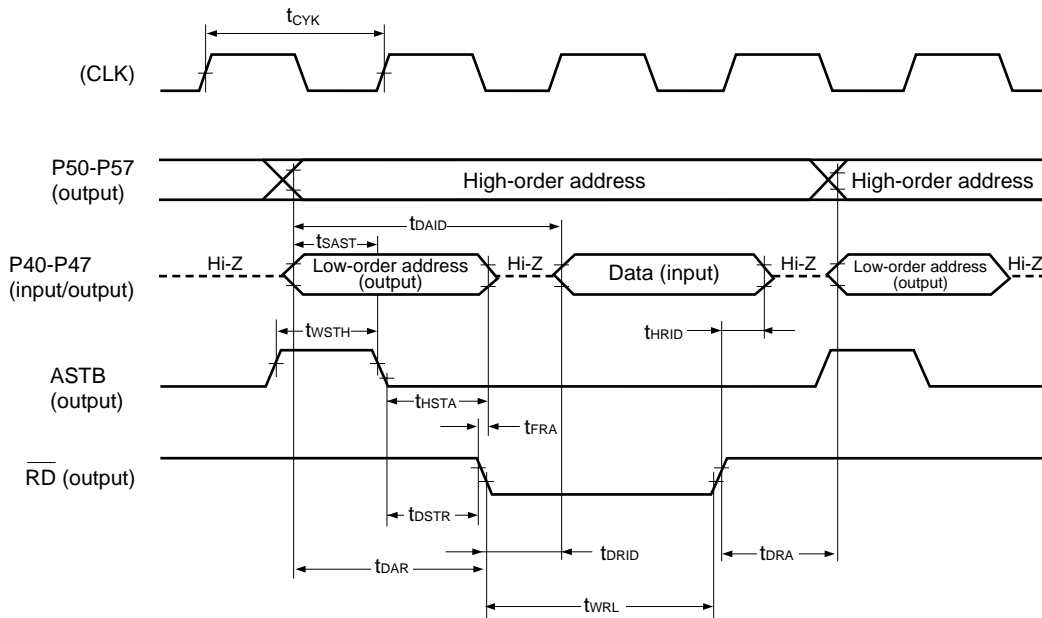 tCYK
(CLK)
P50-P57
(output)
High-order address
High-order address
tDAID
tSAST
P40-P47
(input/output)
Hi-Z
Low-order address
(output)
Hi-Z
Data (input)
Hi-Z
Low-order address
(output)
Hi-Z
tWSTH
tHRID
ASTB
(output)
tHSTA
tFRA
RD (output)
tDSTR
tDRID
tDRA
tDAR
tWRL